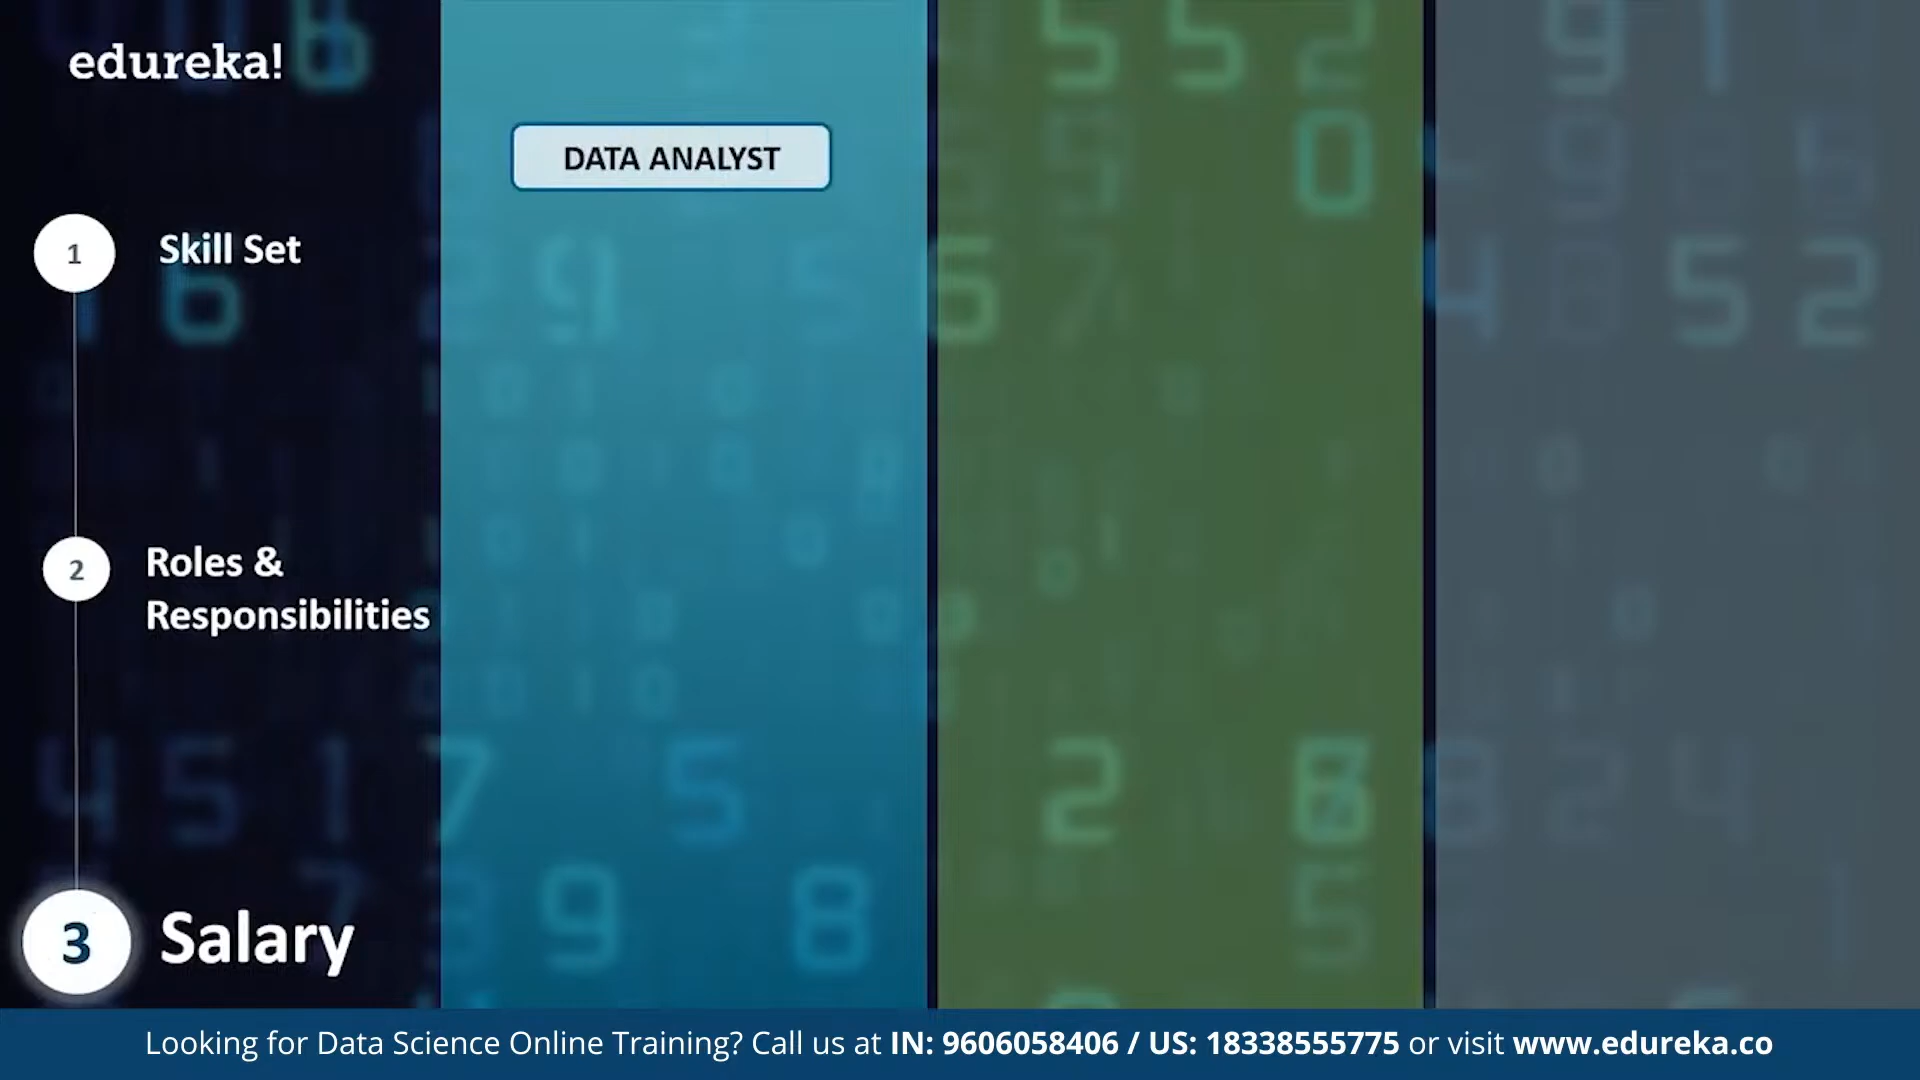 edureka!
DATA ANALYST
1
Skill Set
2
Roles &
Responsibilities
3
Salary
Looking for Data Science Online Training? Call us at IN: 9606058406 / US: 18338555775 or visit www.edureka.co